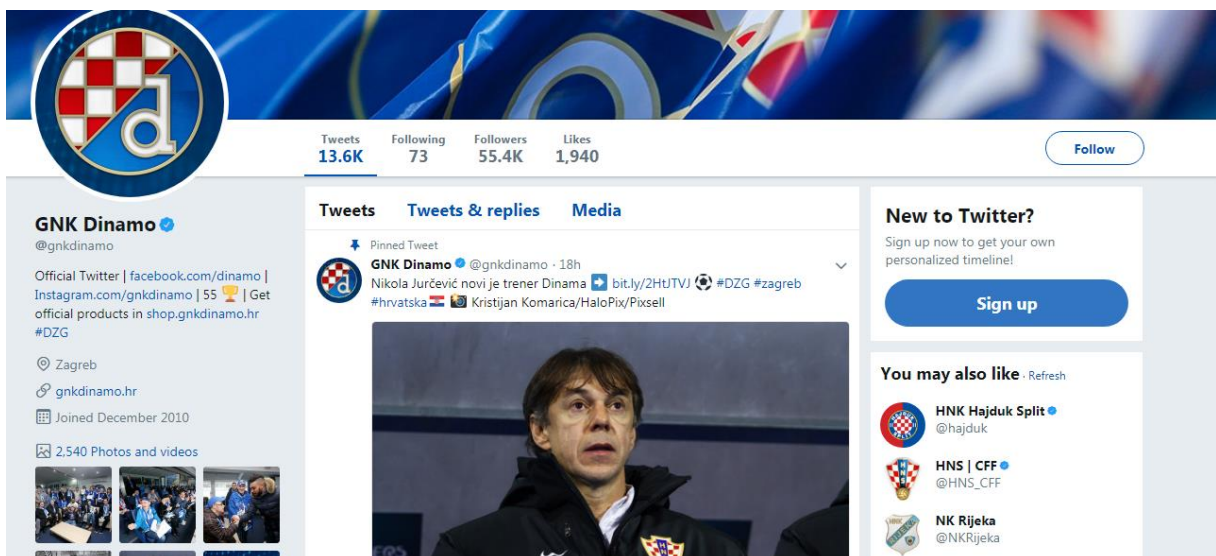 Tweets
13.6K
Following
73
Followers
55.4K
Likes
1,940
Follow
GNK Dinamo
@gnkdinamo
Official Twitter | facebook.com/dinamo |
Instagram.com/gnkdinamo | 55 🏆 | Get
official products in shop.gnkdinamo.hr
#DZG
Zagreb
gnkdinamo.hr
Joined December 2010
2,540 Photos and videos
Tweets Tweets & replies Media
Pinned Tweet
GNK Dinamo @gnkdinamo · 18h
Nikola Jurčević novi je trener Dinama ➡ bit.ly/2HtJTVJ ⚽ #DZG #zagreb
#hrvatska 🇭🇷 📸 Kristijan Komarica/HaloPix/Pixsell
New to Twitter?
Sign up now to get your own
personalized timeline!
Sign up
You may also like · Refresh
HNK Hajduk Split
@hajduk
HNS | CFF
@HNS_CFF
NK Rijeka
@NKRijeka